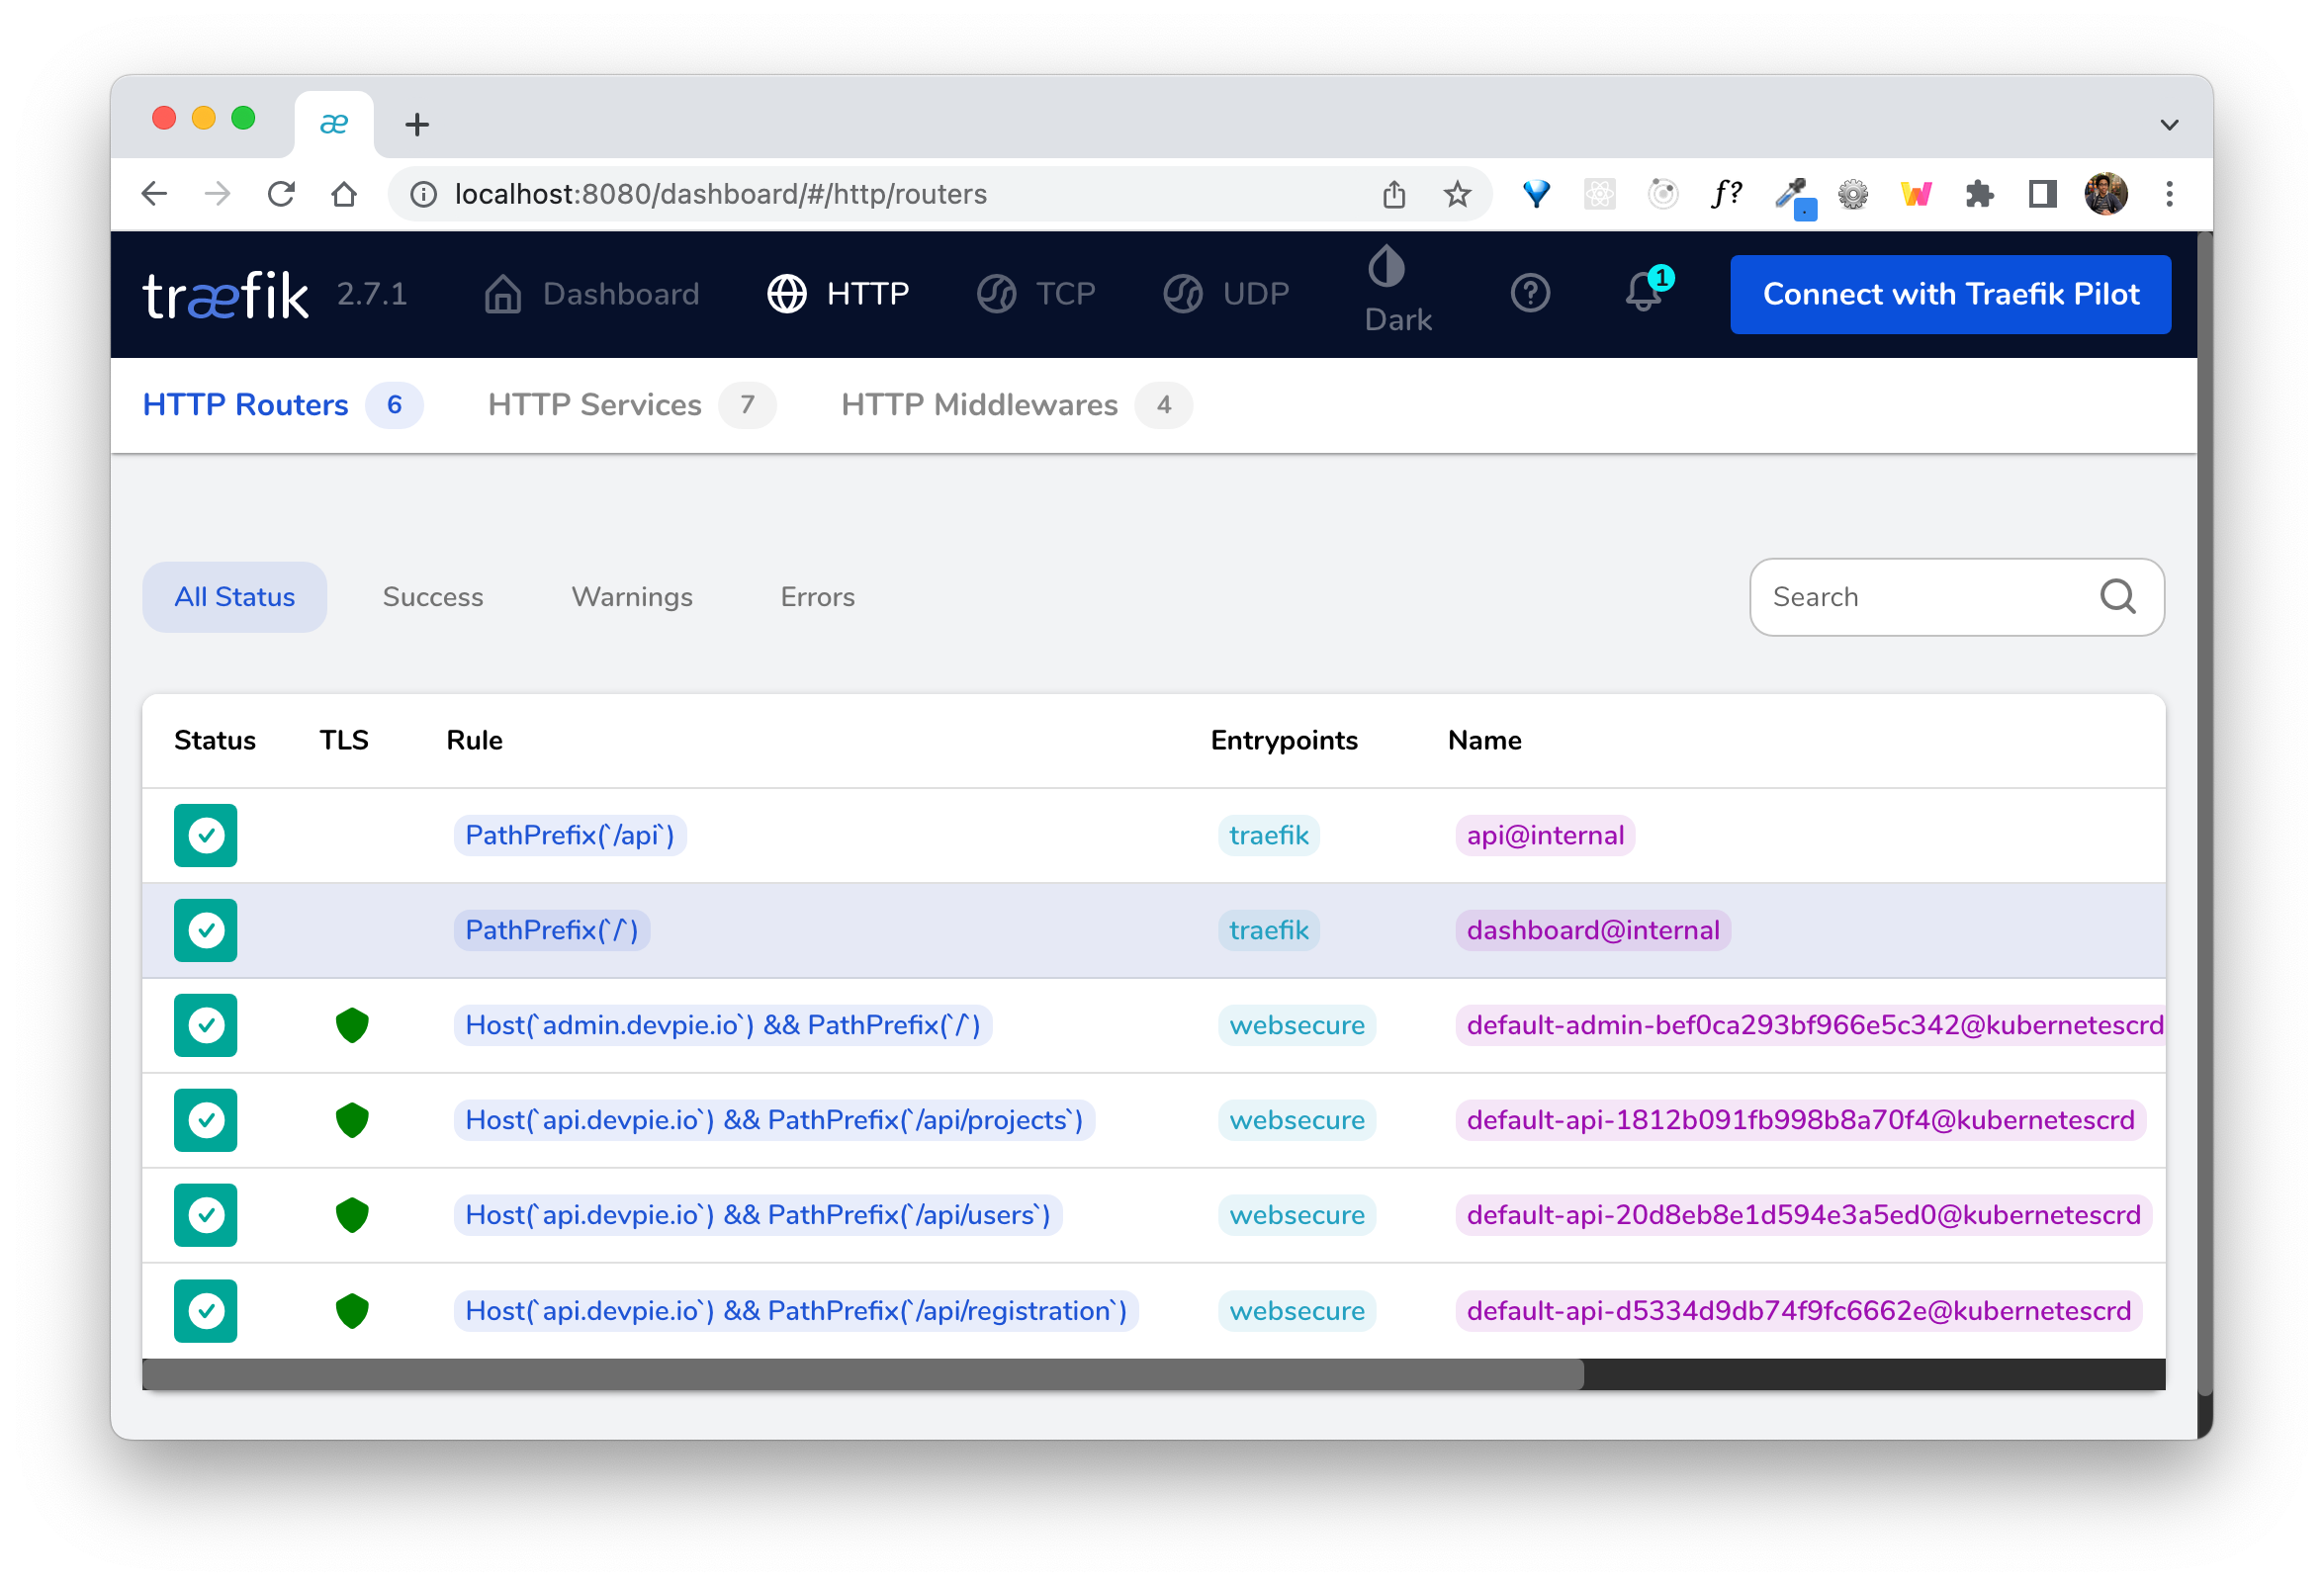 æ
localhost:8080/dashboard/#/http/routers
f?
træfik 2.7.1 Dashboard HTTP TCP UDP Dark 1 Connect with Traefik Pilot
HTTP Routers 6 HTTP Services 7 HTTP Middlewares 4
All Status Success Warnings Errors Search
Status TLS Rule Entrypoints Name
PathPrefix(`/api`) traefik api@internal
PathPrefix(`/`) traefik dashboard@internal
Host(`admin.devpie.io`) && PathPrefix(`/`) websecure default-admin-bef0ca293bf966e5c342@kubernetescrd
Host(`api.devpie.io`) && PathPrefix(`/api/projects`) websecure default-api-1812b091fb998b8a70f4@kubernetescrd
Host(`api.devpie.io`) && PathPrefix(`/api/users`) websecure default-api-20d8eb8e1d594e3a5ed0@kubernetescrd
Host(`api.devpie.io`) && PathPrefix(`/api/registration`) websecure default-api-d5334d9db74f9fc6662e@kubernetescrd